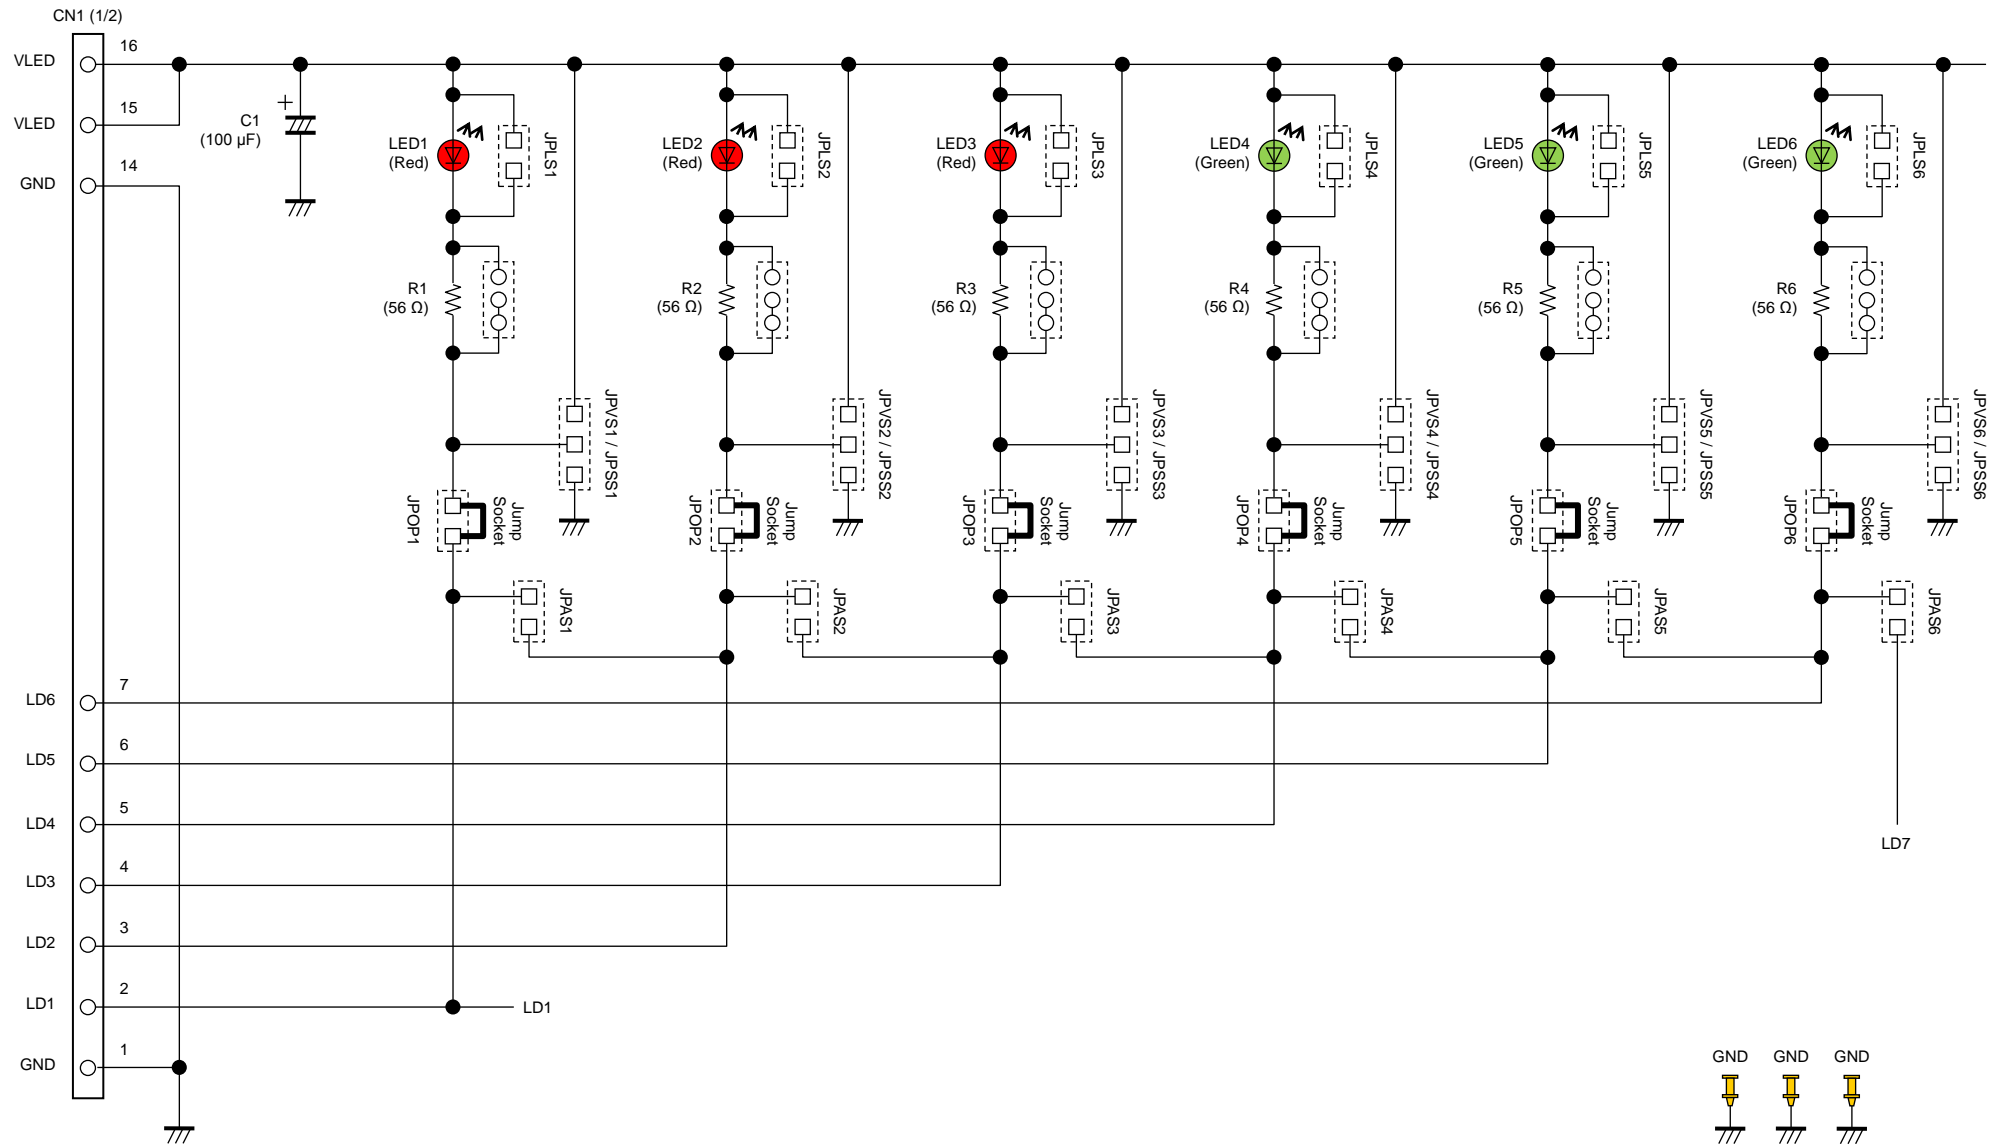 CN1 (1/2)
VLED
16
VLED
15
GND
14
+
C1
(100 µF)
LED1
(Red)
JPLS1
LED2
(Red)
JPLS2
LED3
(Red)
JPLS3
LED4
(Green)
JPLS4
LED5
(Green)
JPLS5
LED6
(Green)
JPLS6
R1
(56 Ω)
R2
(56 Ω)
R3
(56 Ω)
R4
(56 Ω)
R5
(56 Ω)
R6
(56 Ω)
JPVS1 / JPSS1
JPVS2 / JPSS2
JPVS3 / JPSS3
JPVS4 / JPSS4
JPVS5 / JPSS5
JPVS6 / JPSS6
JPOP1
Jump
Socket
JPOP2
Jump
Socket
JPOP3
Jump
Socket
JPOP4
Jump
Socket
JPOP5
Jump
Socket
JPOP6
Jump
Socket
JPAS1
JPAS2
JPAS3
JPAS4
JPAS5
JPAS6
LD6
7
LD5
6
LD4
5
LD7
LD3
4
LD2
3
LD1
2
LD1
GND
1
GND
GND
GND